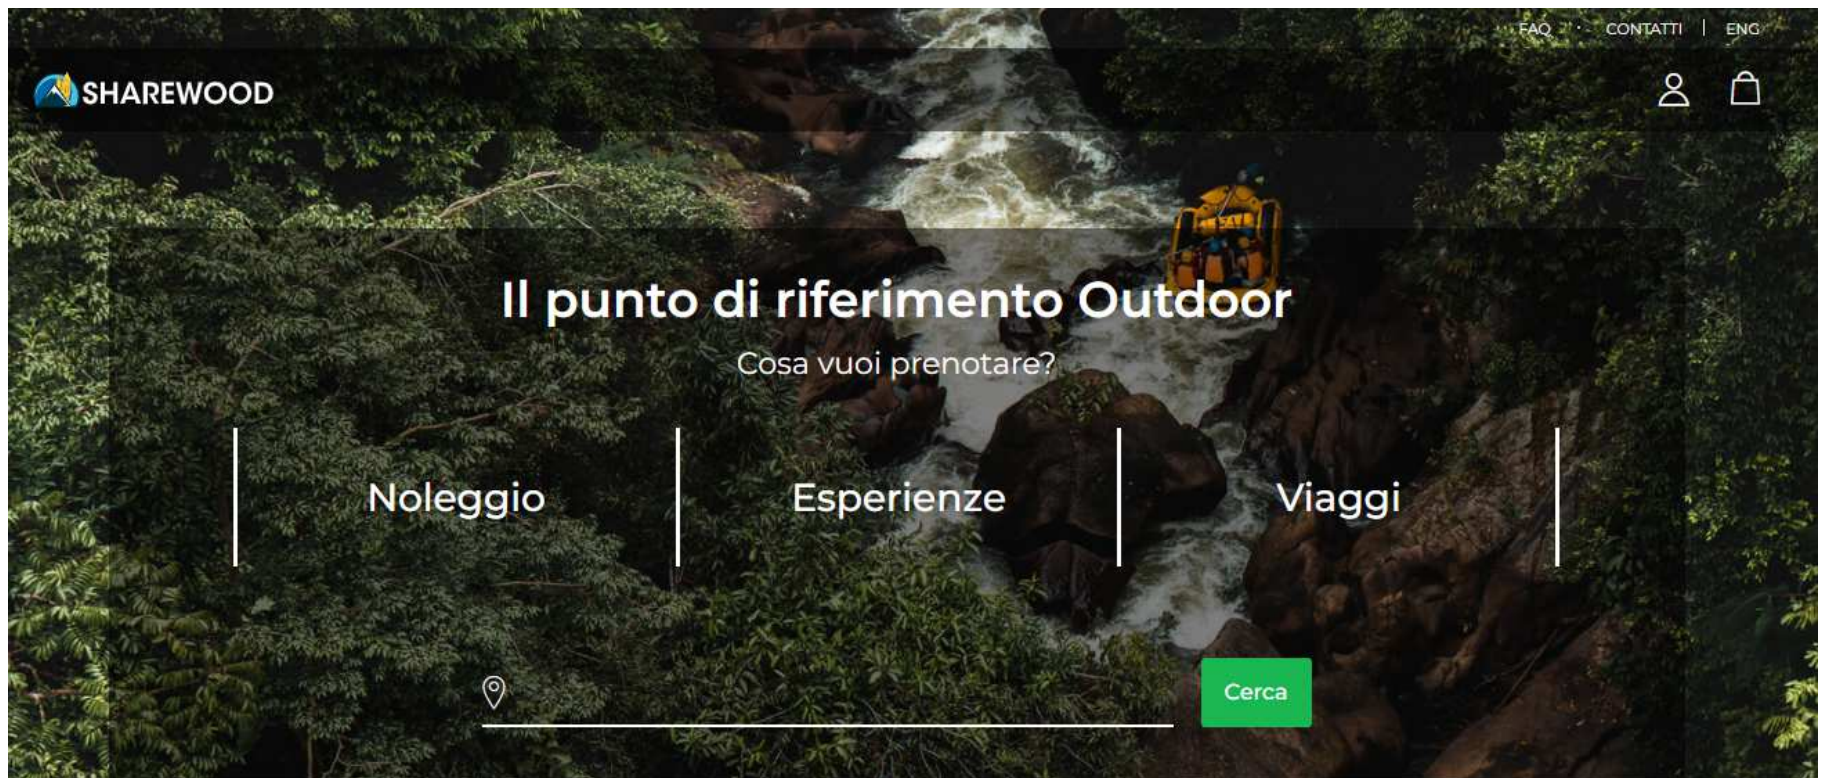 FAQ
CONTATTI | ENG
SHAREWOOD
Il punto di riferimento Outdoor
Cosa vuoi prenotare?
Noleggio
Esperienze
Viaggi
Cerca